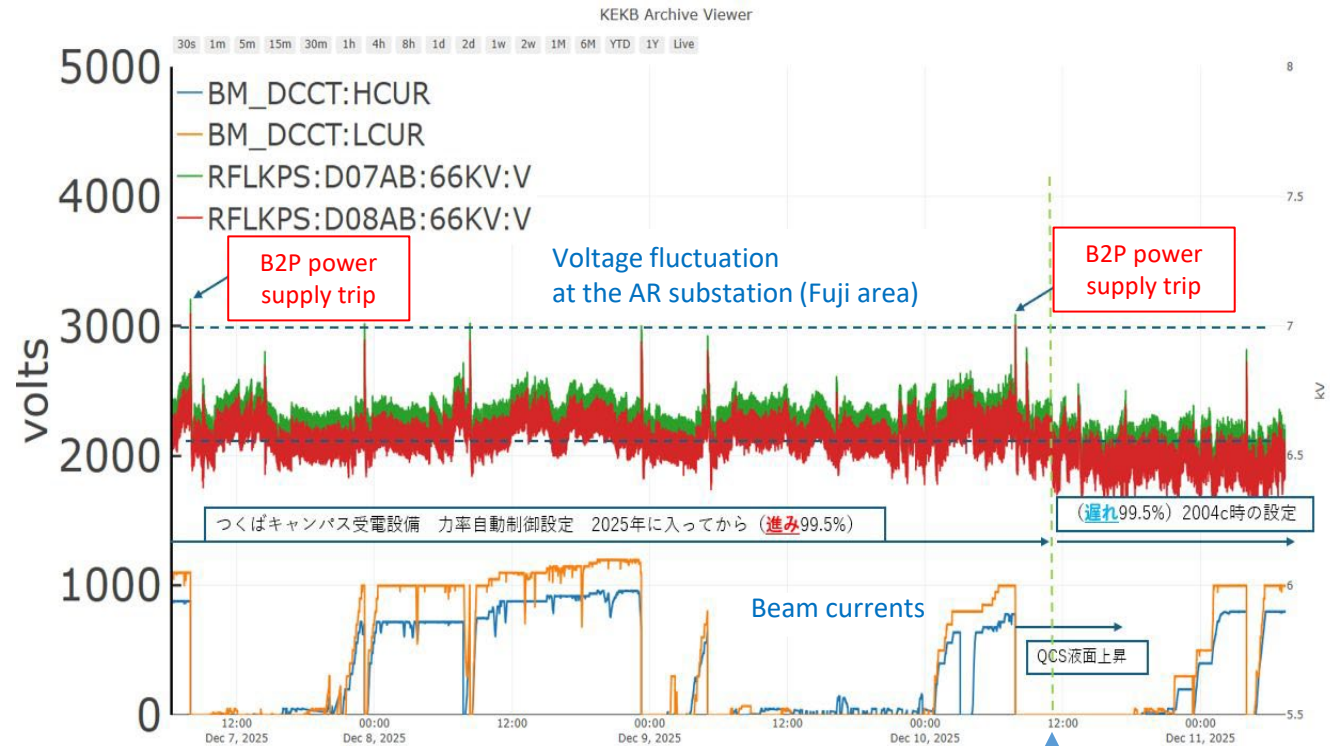 KEKB Archive Viewer
30s 1m 5m 15m 30m 1h 4h 8h 1d 2d 1w 2w 1M 6M YTD 1Y Live
5000
4000
3000
2000
1000
0
volts
8
7.5
7
6.5
6
5.5
kV
BM_DCCT:HCUR
BM_DCCT:LCUR
RFLKPS:D07AB:66KV:V
RFLKPS:D08AB:66KV:V
B2P power
supply trip
Voltage fluctuation
at the AR substation (Fuji area)
B2P power
supply trip
つくばキャンパス受電設備 力率自動制御設定 2025年に入ってから（進み99.5%）
（遅れ99.5%）2004c時の設定
Beam currents
QCS液面上昇
12:00 00:00 12:00 00:00 12:00 00:00 12:00 00:00
Dec 7, 2025 Dec 8, 2025 Dec 9, 2025 Dec 10, 2025 Dec 11, 2025